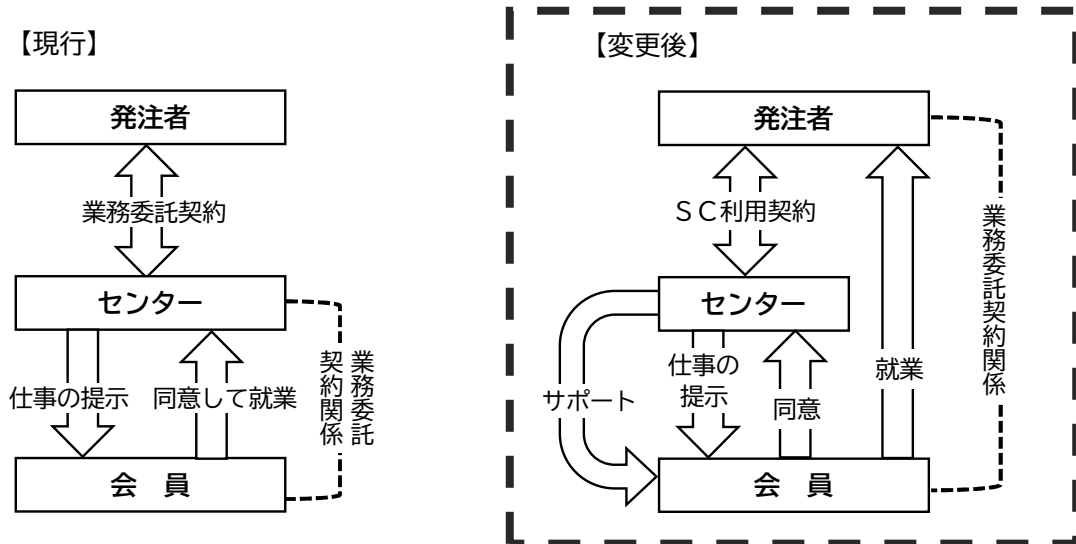 【現行】
発注者
業務委託契約
センター
仕事の提示
同意して就業
業務委託
契約関係
会　員
【変更後】
発注者
ＳＣ利用契約
センター
サポート
仕事の
提示
同意
就業
業務委託契約関係
会　員